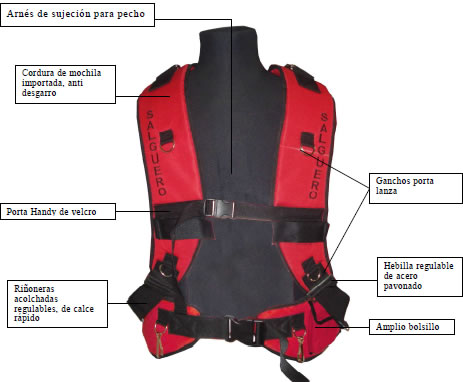 Arnés de sujeción para pecho
Cordura de mochila
importada, anti
desgarro
SALGUERO
SALGUERO
Ganchos porta
lanza
Porta Handy de velcro
Hebilla regulable
de acero
pavonado
Riñoneras
acolchadas
regulables, de calce
rápido
Amplio bolsillo